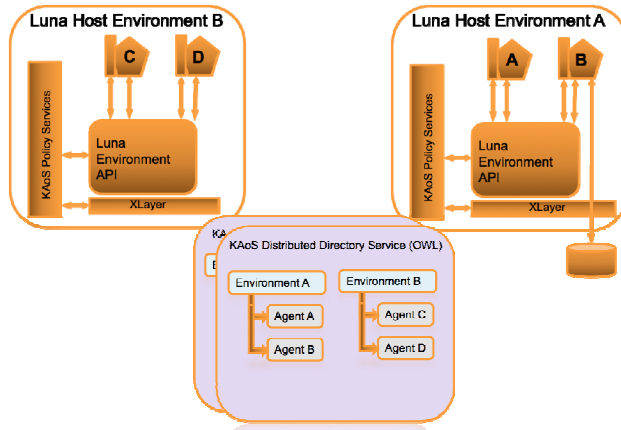 Luna Host Environment B
C
D
KAoS Policy Services
Luna
Environment
API
XLayer
Luna Host Environment A
A
B
KAoS Policy Services
Luna
Environment
API
XLayer
KAoS Distributed Directory Service (OWL)
Environment A
Agent A
Agent B
Environment B
Agent C
Agent D